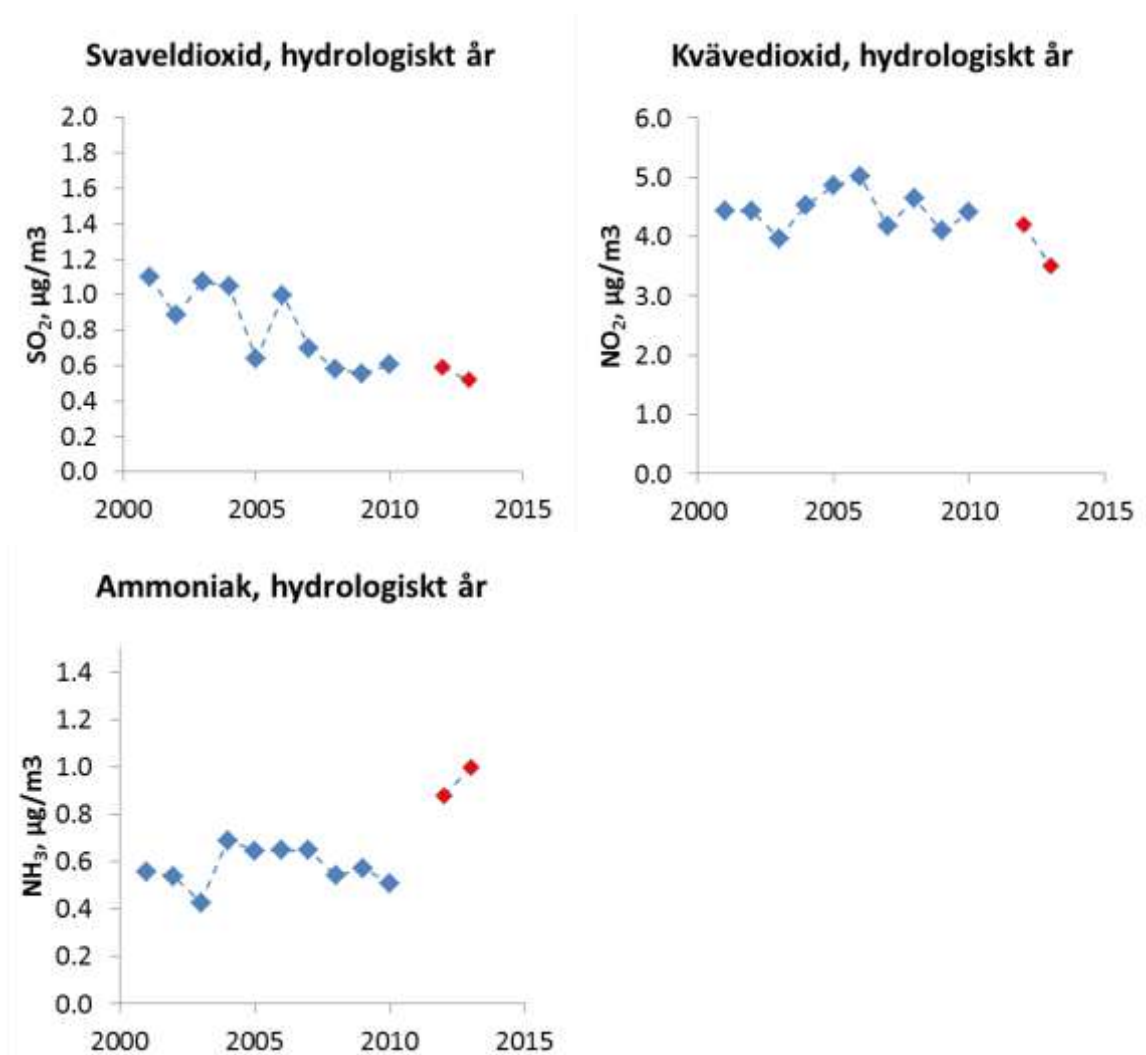 Svaveldioxid, hydrologiskt år
SO₂, µg/m3
2.0
1.8
1.6
1.4
1.2
1.0
0.8
0.6
0.4
0.2
0.0
2000 2005 2010 2015
Kvävedioxid, hydrologiskt år
NO₂, µg/m3
6.0
5.0
4.0
3.0
2.0
1.0
0.0
2000 2005 2010 2015
Ammoniak, hydrologiskt år
NH₃, µg/m3
1.4
1.2
1.0
0.8
0.6
0.4
0.2
0.0
2000 2005 2010 2015